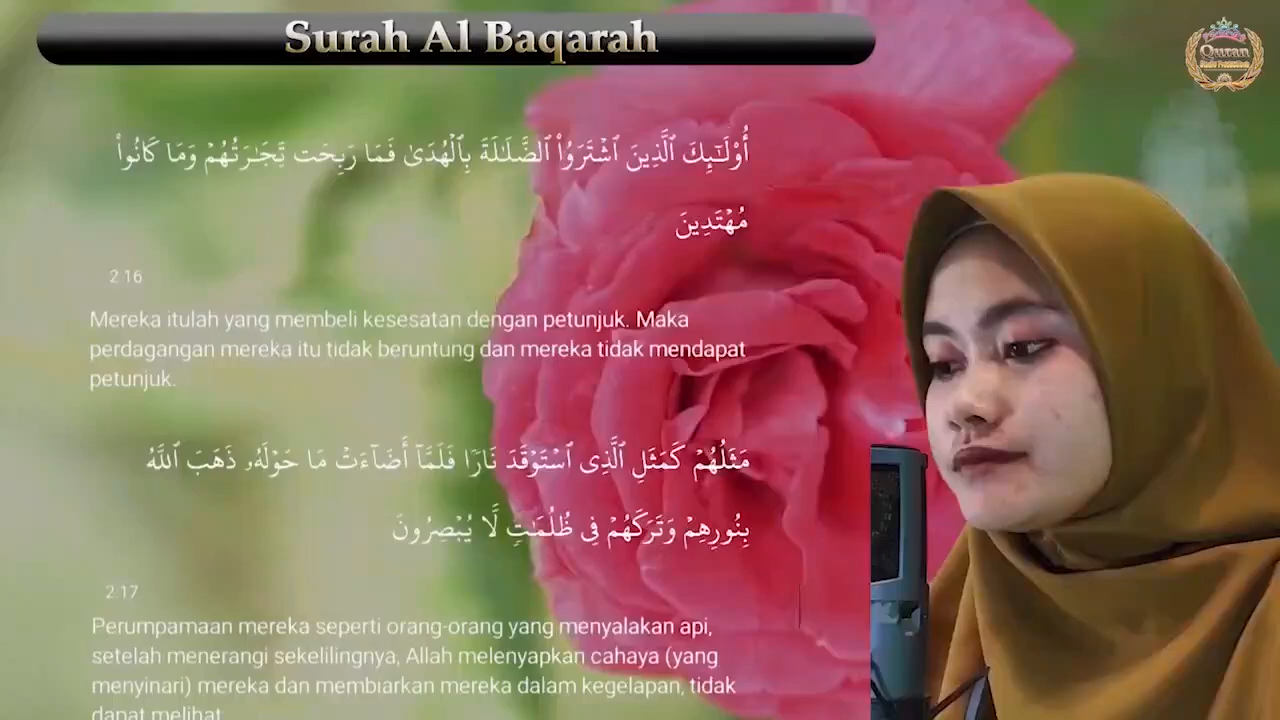 Surah Al Baqarah
Quran
أُوْلَٰٓئِكَ ٱلَّذِينَ ٱشۡتَرَوُاْ ٱلضَّلَٰلَةَ بِٱلۡهُدَىٰ فَمَا رَبِحَت تِّجَٰرَتُهُمۡ وَمَا كَانُواْ
مُهۡتَدِينَ
2 16
Mereka itulah yang membeli kesesatan dengan petunjuk. Maka
perdagangan mereka itu tidak beruntung dan mereka tidak mendapat
petunjuk.
مَثَلُهُمۡ كَمَثَلِ ٱلَّذِى ٱسۡتَوۡقَدَ نَارٗا فَلَمَّآ أَضَآءَتۡ مَا حَوۡلَهُۥ ذَهَبَ ٱللَّهُ
بِنُورِهِمۡ وَتَرَكَهُمۡ فِى ظُلُمَٰتٖ لَّا يُبۡصِرُونَ
2:17
Perumpamaan mereka seperti orang-orang yang menyalakan api,
setelah menerangi sekelilingnya, Allah melenyapkan cahaya (yang
menyinari) mereka dan membiarkan mereka dalam kegelapan, tidak
dapat melihat